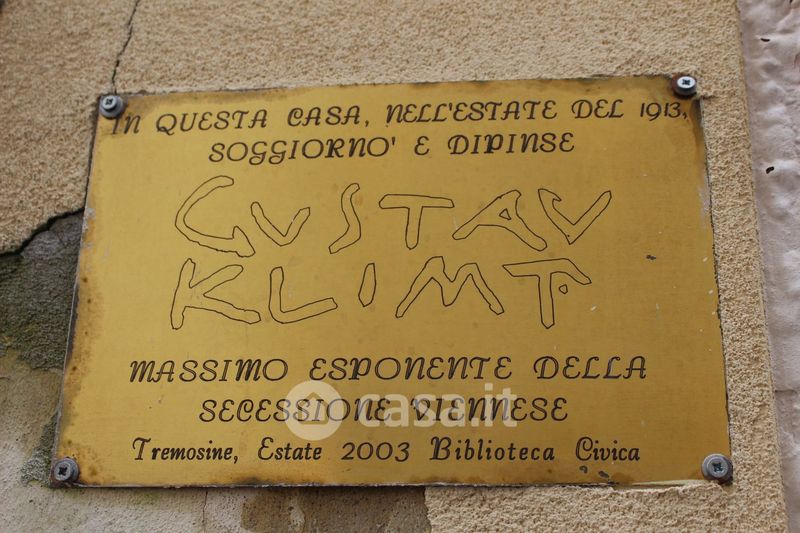 IN QUESTA CASA, NELL'ESTATE DEL 1913,
SOGGIORNO' E DIPINSE
GUSTAV
KLIMT.
MASSIMO ESPONENTE DELLA
SECESSIONE VIENNESE
casa.it
Tremosine, Estate 2003 Biblioteca Civica